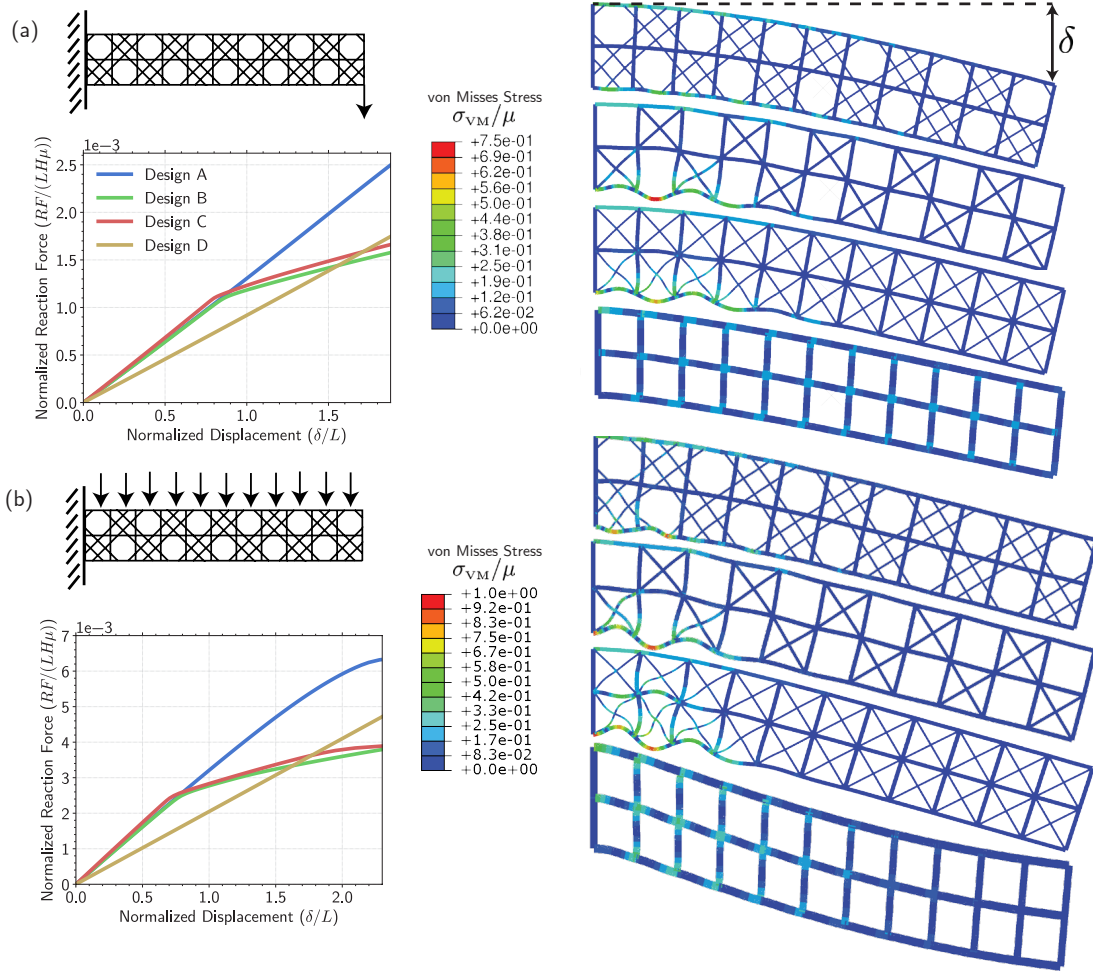 (a)
δ
1e−3
Normalized Reaction Force (RF/(LHμ))
2.5
2.0
1.5
1.0
0.5
0.0
Design A
Design B
Design C
Design D
0.0 0.5 1.0 1.5
Normalized Displacement (δ/L)
von Misses Stress
σVM/μ
+7.5e-01
+6.9e-01
+6.2e-01
+5.6e-01
+5.0e-01
+4.4e-01
+3.8e-01
+3.1e-01
+2.5e-01
+1.9e-01
+1.2e-01
+6.2e-02
+0.0e+00
(b)
1e−3
Normalized Reaction Force (RF/(LHμ))
7
6
5
4
3
2
1
0
0.0 0.5 1.0 1.5 2.0
Normalized Displacement (δ/L)
von Misses Stress
σVM/μ
+1.0e+00
+9.2e-01
+8.3e-01
+7.5e-01
+6.7e-01
+5.8e-01
+5.0e-01
+4.2e-01
+3.3e-01
+2.5e-01
+1.7e-01
+8.3e-02
+0.0e+00